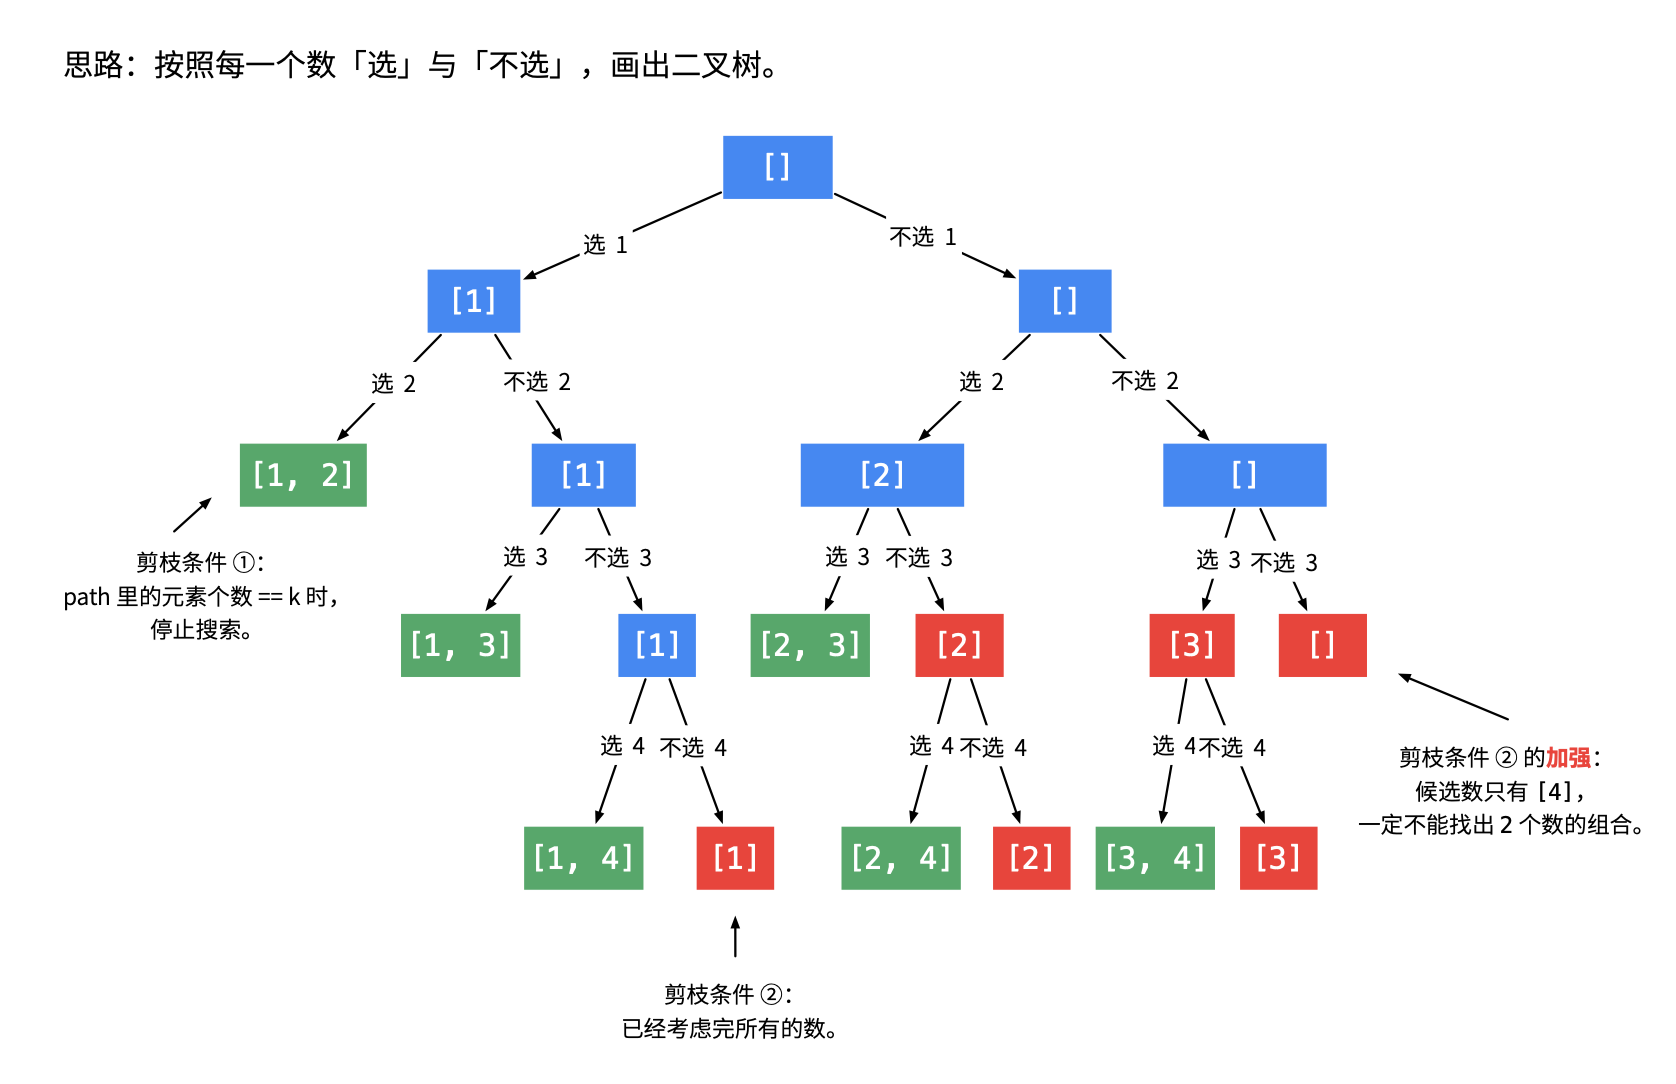 思路：按照每一个数「选」与「不选」，画出二叉树。
[]
选 1
不选 1
[1]
[]
选 2
不选 2
选 2
不选 2
[1, 2]
[1]
[2]
[]
剪枝条件 ①：
path 里的元素个数 == k 时，
停止搜索。
选 3
不选 3
选 3
不选 3
选 3
不选 3
[1, 3]
[1]
[2, 3]
[2]
[3]
[]
选 4
不选 4
选 4
不选 4
选 4
不选 4
剪枝条件 ② 的加强：
候选数只有 [4]，
一定不能找出 2 个数的组合。
[1, 4]
[1]
[2, 4]
[2]
[3, 4]
[3]
剪枝条件 ②：
已经考虑完所有的数。